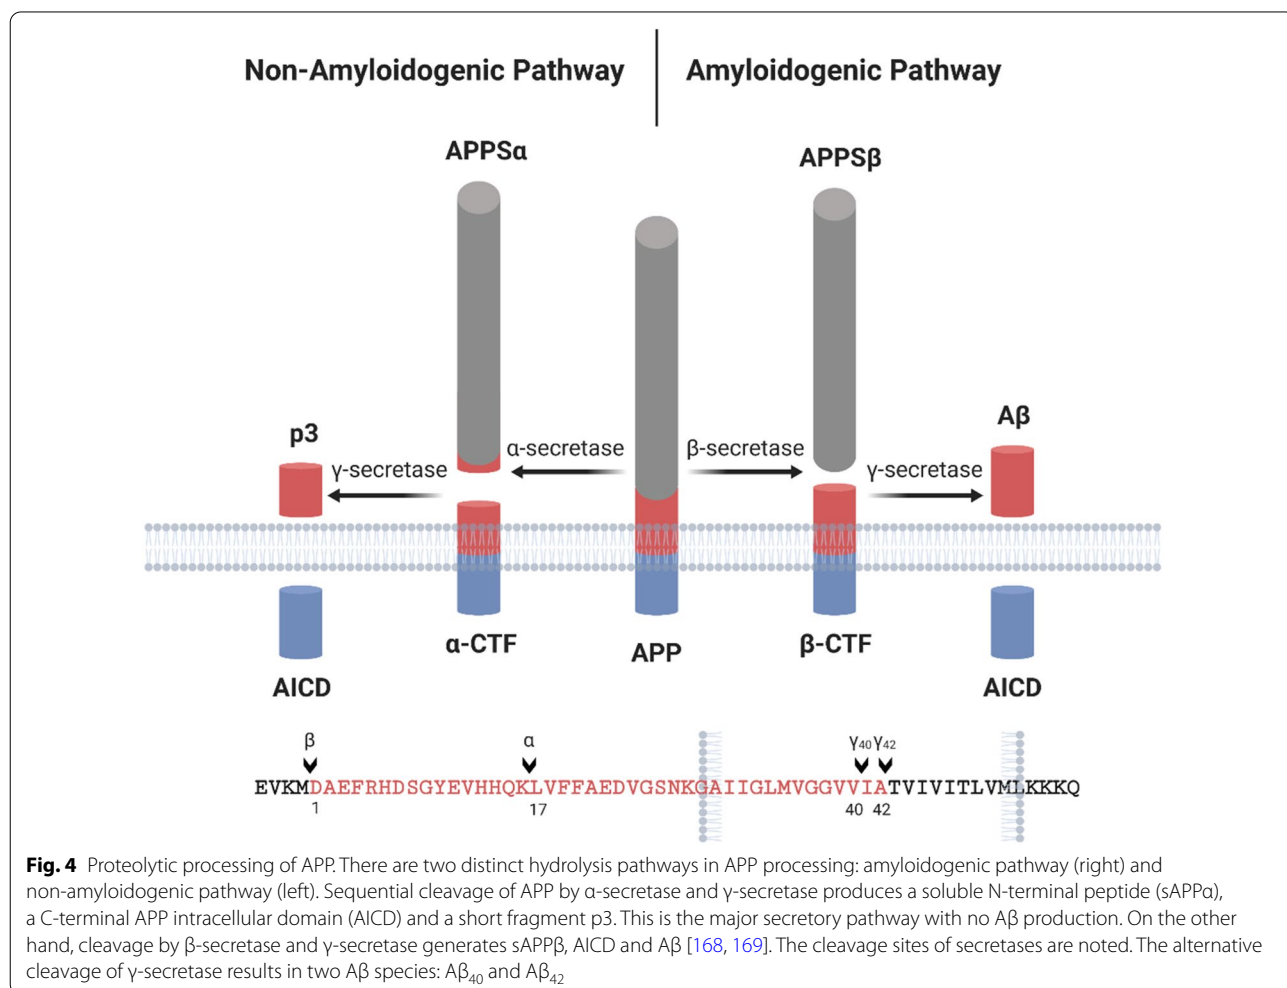 Non-Amyloidogenic Pathway
Amyloidogenic Pathway
APPSα
APPSβ
p3
γ-secretase
α-secretase
β-secretase
γ-secretase
Aβ
AICD
α-CTF
APP
β-CTF
AICD
β
α
γ40
γ42
EVKMDAEFRHDSGYEVHHQKLVFFAEDVGSNKGAIIGLMVGGVVIATVIVITLVMLKKKQ
1
17
40
42
Fig. 4 Proteolytic processing of APP. There are two distinct hydrolysis pathways in APP processing: amyloidogenic pathway (right) and
non-amyloidogenic pathway (left). Sequential cleavage of APP by α-secretase and γ-secretase produces a soluble N-terminal peptide (sAPPα),
a C-terminal APP intracellular domain (AICD) and a short fragment p3. This is the major secretory pathway with no Aβ production. On the other
hand, cleavage by β-secretase and γ-secretase generates sAPPβ, AICD and Aβ [168, 169]. The cleavage sites of secretases are noted. The alternative
cleavage of γ-secretase results in two Aβ species: Aβ40 and Aβ42